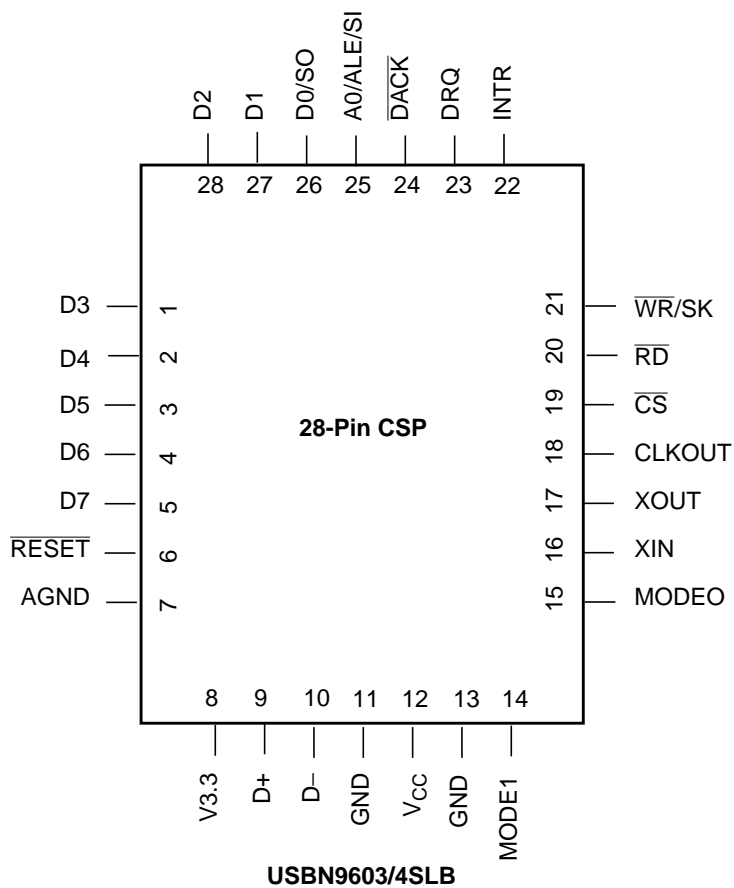 D2 D1 D0/SO A0/ALE/SI DACK DRQ INTR
28 27 26 25 24 23 22
D3 1 21 WR/SK
D4 2 20 RD
D5 3 19 CS
28-Pin CSP
D6 4 18 CLKOUT
D7 5 17 XOUT
RESET 6 16 XIN
AGND 7 15 MODEO
8 9 10 11 12 13 14
V3.3 D+ D– GND VCC GND MODE1
USBN9603/4SLB